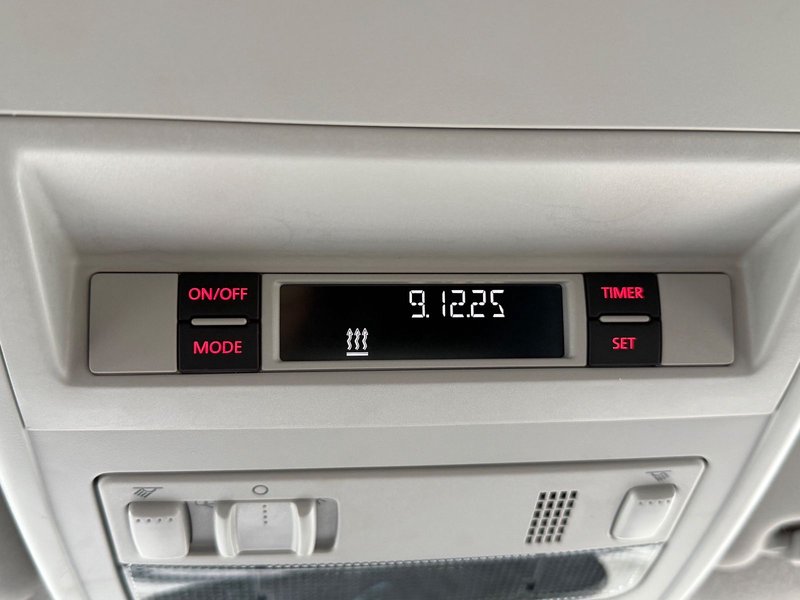 ON/OFF
9.12.25
TIMER
MODE
SET